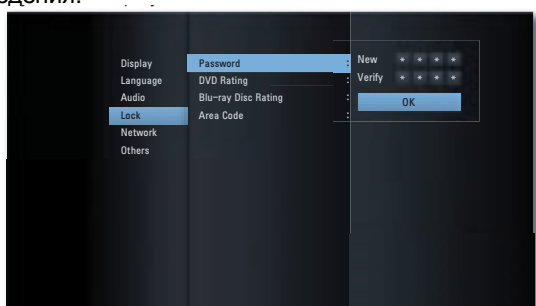 Display
Language
Audio
Lock
Network
Others
Password :
DVD Rating :
Blu-ray Disc Rating :
Area Code :
New * * * *
Verify * * * *
OK